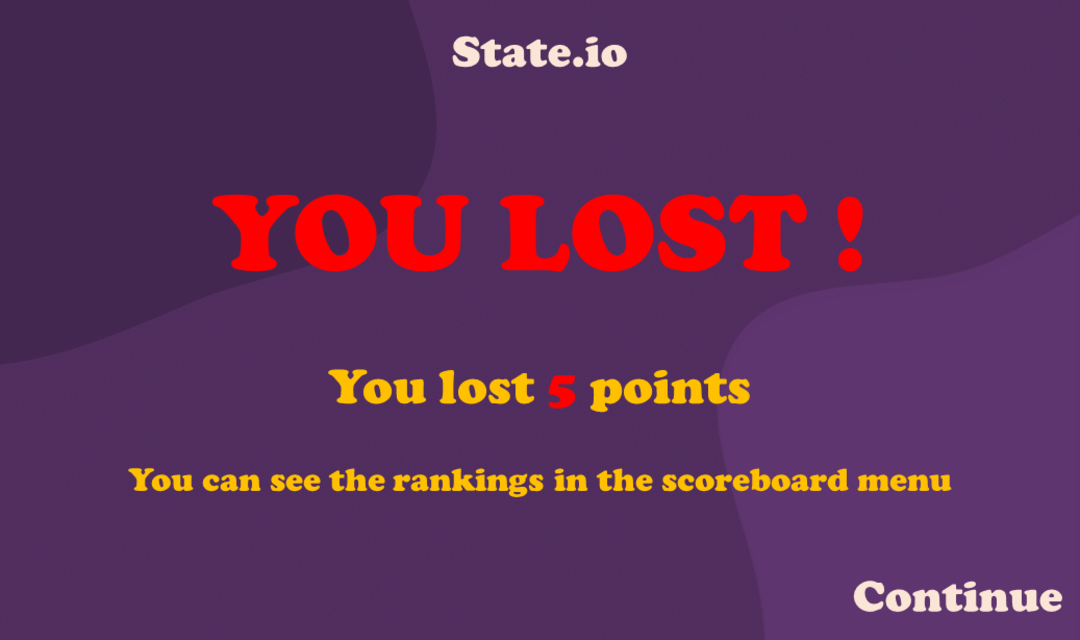 State.io
YOU LOST !
You lost 5 points
You can see the rankings in the scoreboard menu
Continue